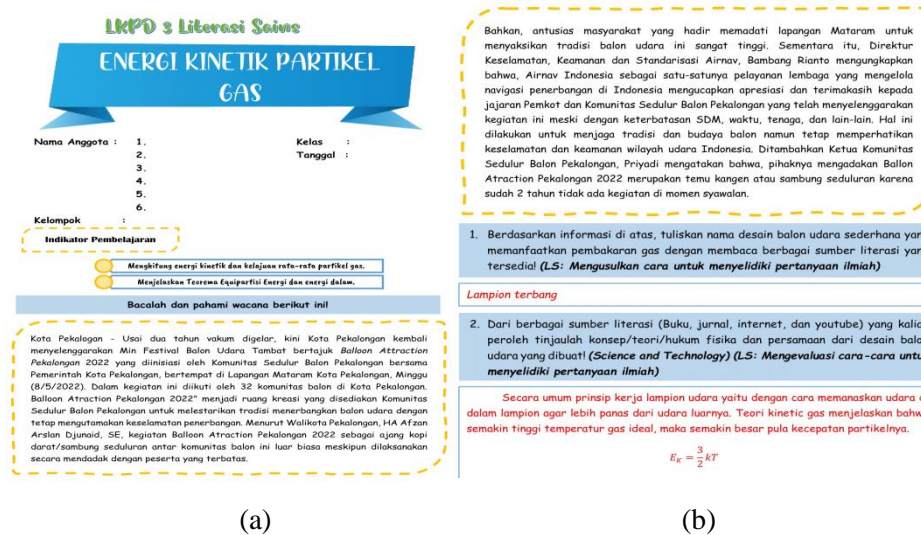 LKPD 3 Literasi Sains
ENERGI KINETIK PARTIKEL
GAS
Nama Anggota : 1.
2.
3.
4.
5.
6.
Kelas :
Tanggal :
Kelompok :
Indikator Pembelajaran
Menghitung energi kinetik dan kelajuan rata-rata partikel gas.
Menjelaskan Teorema Equipartisi Energi dan energi dalam.
Bacalah dan pahami wacana berikut ini!
Kota Pekalogan - Usai dua tahun vakum digelar, kini Kota Pekalongan kembali
menyelenggarakan Min Festival Balon Udara Tambat bertajuk Balloon Attraction
Pekalongan 2022 yang diinisiasi oleh Komunitas Sedulur Balon Pekalongan bersama
Pemerintah Kota Pekalongan, bertempat di Lapangan Mataram Kota Pekalongan, Minggu
(8/5/2022). Dalam kegiatan ini diikuti oleh 32 komunitas balon di Kota Pekalongan.
Balloon Atraction Pekalongan 2022" menjadi ruang kreasi yang disediakan Komunitas
Sedulur Balon Pekalongan untuk melestarikan tradisi menerbangkan balon udara dengan
tetap mengutamakan keselamatan penerbangan. Menurut Walikota Pekalongan, HA Afzan
Arslan Djunaid, SE, kegiatan Balloon Atraction Pekalongan 2022 sebagai ajang kopi
darat/sambung seduluran antar komunitas balon ini luar biasa meskipun dilaksanakan
secara mendadak dengan peserta yang terbatas.
(a)
Bahkan, antusias masyarakat yang hadir memadati lapangan Mataram untuk
menyaksikan tradisi balon udara ini sangat tinggi. Sementara itu, Direktur
Keselamatan, Keamanan dan Standarisasi Airnav, Bambang Rianto mengungkapkan
bahwa, Airnav Indonesia sebagai satu-satunya pelayanan lembaga yang mengelola
navigasi penerbangan di Indonesia mengucapkan apresiasi dan terimakasih kepada
jajaran Pemkot dan Komunitas Sedulur Balon Pekalongan yang telah menyelenggarakan
kegiatan ini meski dengan keterbatasan SDM, waktu, tenaga, dan lain-lain. Hal ini
dilakukan untuk menjaga tradisi dan budaya balon namun tetap memperhatikan
keselamatan dan keamanan wilayah udara Indonesia. Ditambahkan Ketua Komunitas
Sedulur Balon Pekalongan, Priyadi mengatakan bahwa, pihaknya mengadakan Ballon
Atraction Pekalongan 2022 merupakan temu kangen atau sambung seduluran karena
sudah 2 tahun tidak ada kegiatan di momen syawalan.
1. Berdasarkan informasi di atas, tuliskan nama desain balon udara sederhana yan
memanfaatkan pembakaran gas dengan membaca berbagai sumber literasi yan
tersedia! (LS: Mengusulkan cara untuk menyelidiki pertanyaan ilmiah)
Lampion terbang
2. Dari berbagai sumber literasi (Buku, jurnal, internet, dan youtube) yang kalia
peroleh tinjaulah konsep/teori/hukum fisika dan persamaan dari desain balo
udara yang dibuat! (Science and Technology) (LS: Mengevaluasi cara-cara untu
menyelidiki pertanyaan ilmiah)
Secara umum prinsip kerja lampion udara yaitu dengan cara memanaskan udara d
dalam lampion agar lebih panas dari udara luarnya. Teori kinetic gas menjelaskan bahw
semakin tinggi temperatur gas ideal, maka semakin besar pula kecepatan partikelnya.
E_K = 3/2 kT
(b)